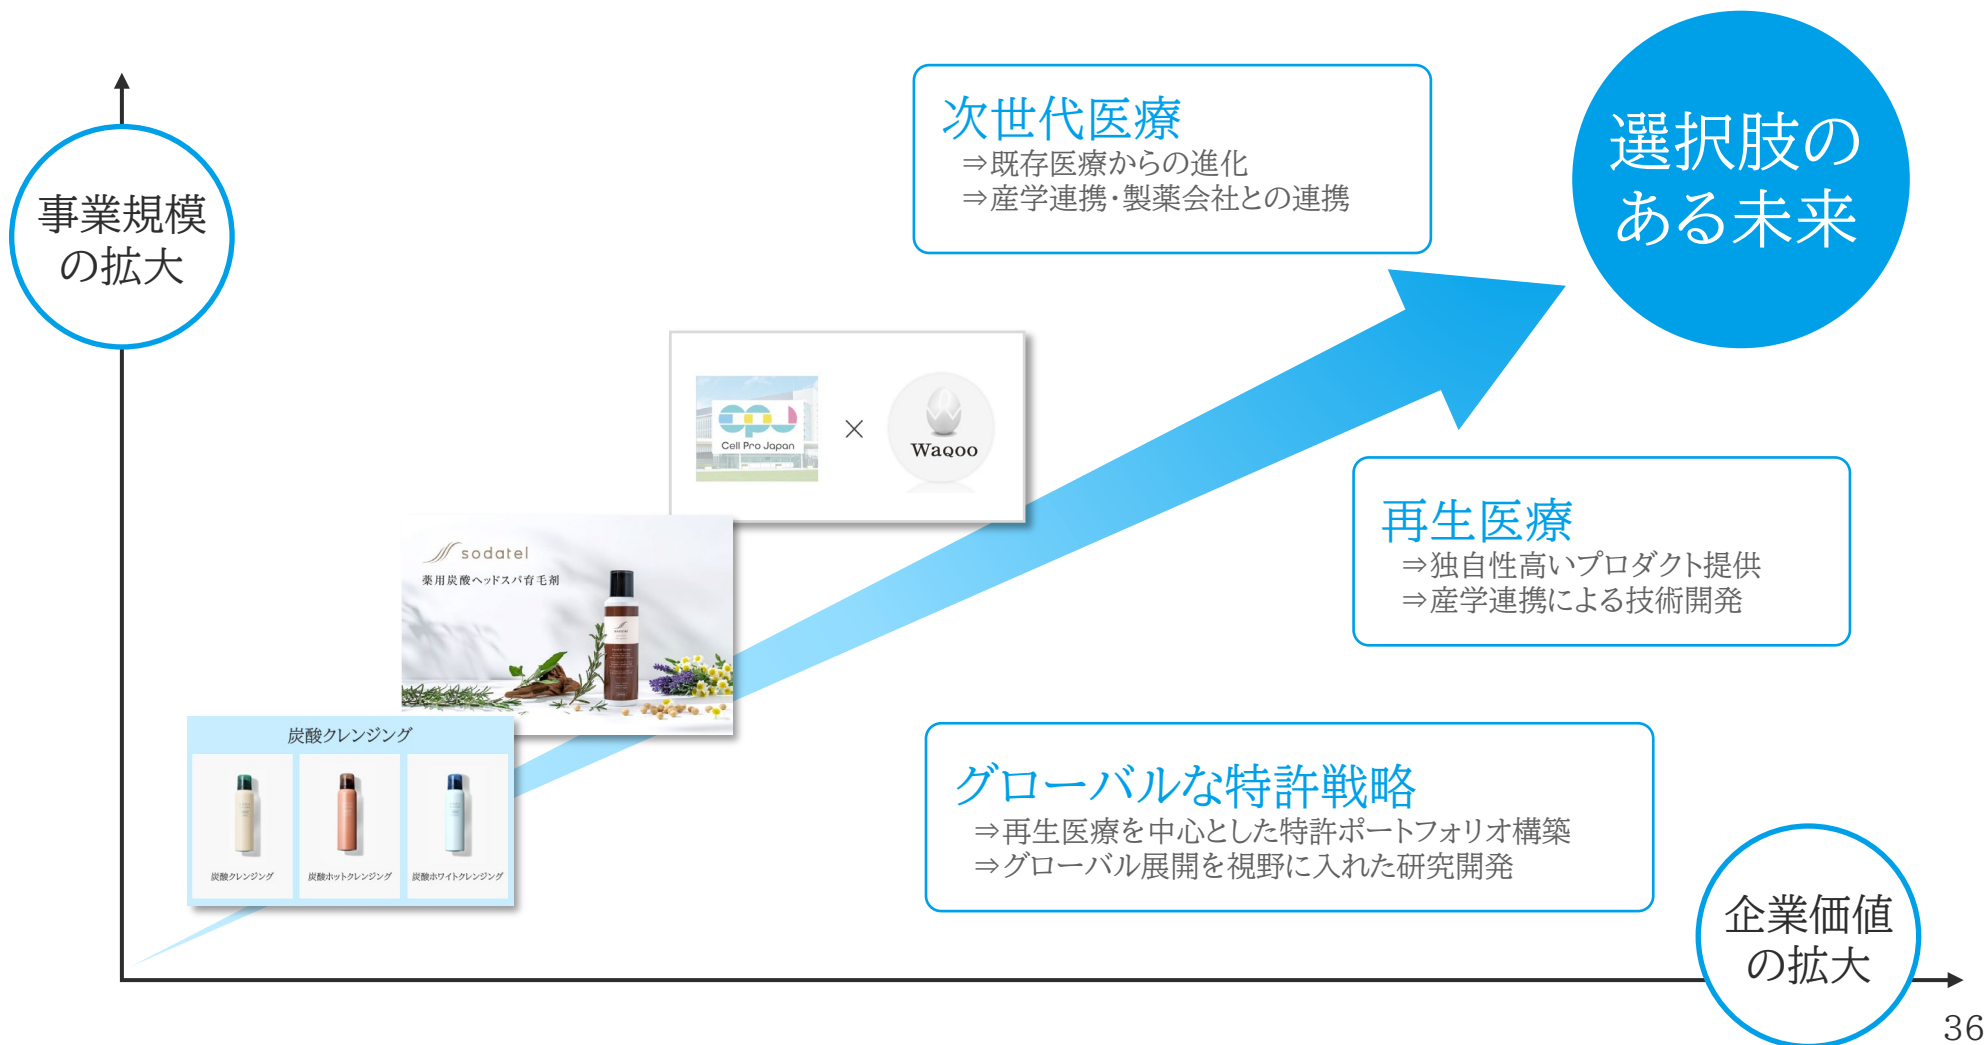 事業規模
の拡大
次世代医療
⇒既存医療からの進化
⇒産学連携・製薬会社との連携
選択肢の
ある未来
Cell Pro Japan
×
Waqoo
sodatel
薬用炭酸ヘッドスパ育毛剤
再生医療
⇒独自性高いプロダクト提供
⇒産学連携による技術開発
炭酸クレンジング
炭酸クレンジング
炭酸ホットクレンジング
炭酸ホワイトクレンジング
グローバルな特許戦略
⇒再生医療を中心とした特許ポートフォリオ構築
⇒グローバル展開を視野に入れた研究開発
企業価値
の拡大
36